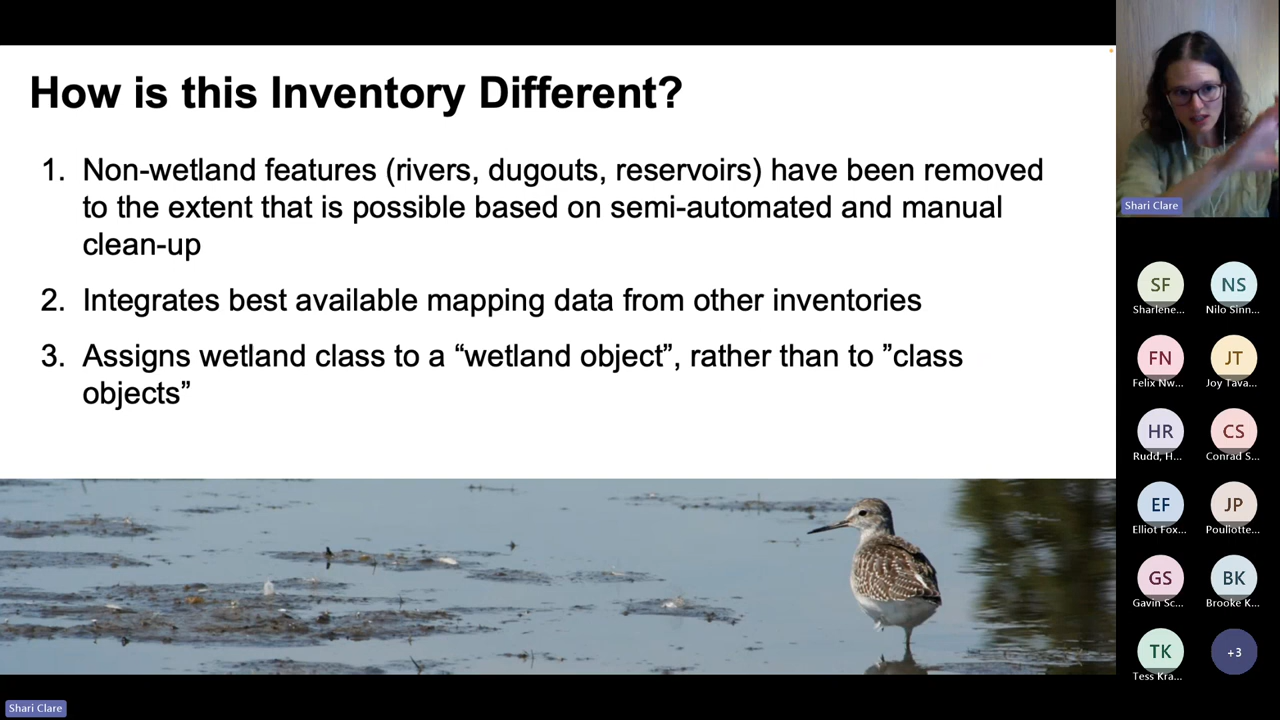 How is this Inventory Different?
1. Non-wetland features (rivers, dugouts, reservoirs) have been removed
to the extent that is possible based on semi-automated and manual
clean-up
2. Integrates best available mapping data from other inventories
3. Assigns wetland class to a “wetland object”, rather than to ”class
objects”
Shari Clare
SF
Sharlene...
NS
Nilo Sinn...
FN
Felix Nw...
JT
Joy Tava...
HR
Rudd, H...
CS
Conrad S...
EF
Elliot Fox...
JP
Pouliotte...
GS
Gavin Sc...
BK
Brooke K...
TK
Tess Kra...
+3
Shari Clare